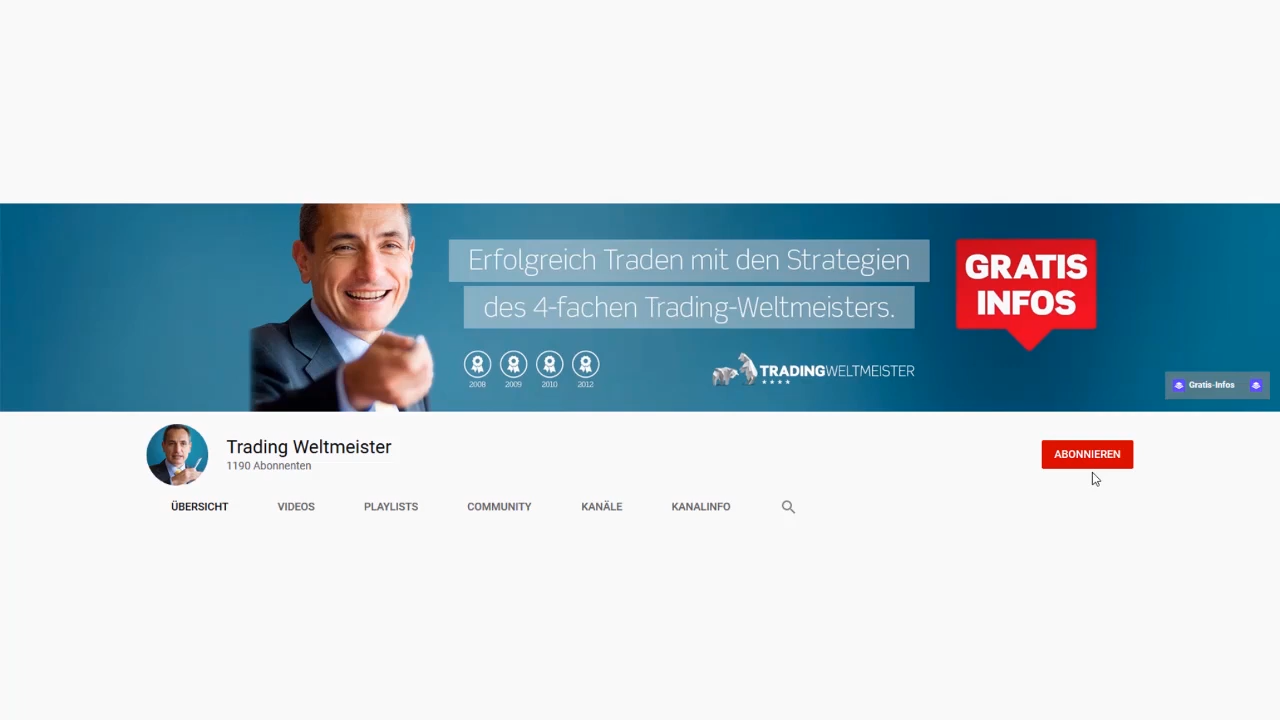 Erfolgreich Traden mit den Strategien
des 4-fachen Trading-Weltmeisters.
GRATIS
INFOS
2008 2009 2010 2012
TRADINGWELTMEISTER
Gratis-Infos
Trading Weltmeister
1190 Abonnenten
ABONNIEREN
ÜBERSICHT VIDEOS PLAYLISTS COMMUNITY KANÄLE KANALINFO